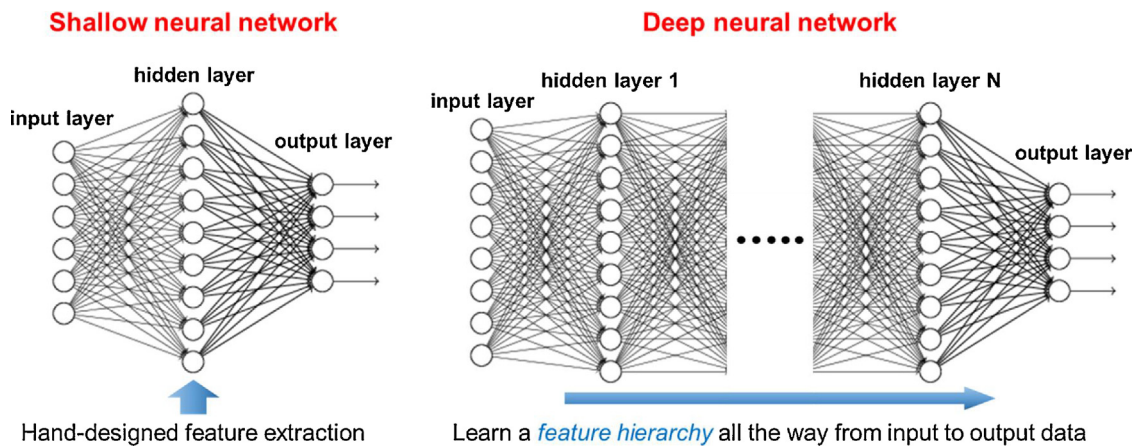 Shallow neural network
hidden layer
input layer
output layer
Hand-designed feature extraction
Deep neural network
hidden layer 1
hidden layer N
input layer
output layer
Learn a feature hierarchy all the way from input to output data